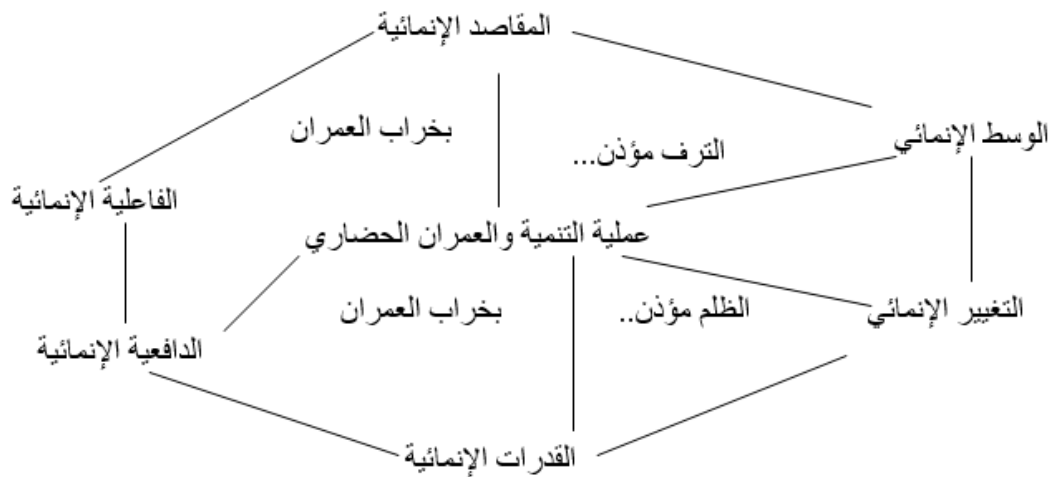 المقاصد الإنمائية
الوسط الإنمائي
بخراب العمران
الترف مؤذن...
الفاعلية الإنمائية
عملية التنمية والعمران الحضاري
الظلم مؤذن..
بخراب العمران
التغيير الإنمائي
الدافعية الإنمائية
القدرات الإنمائية